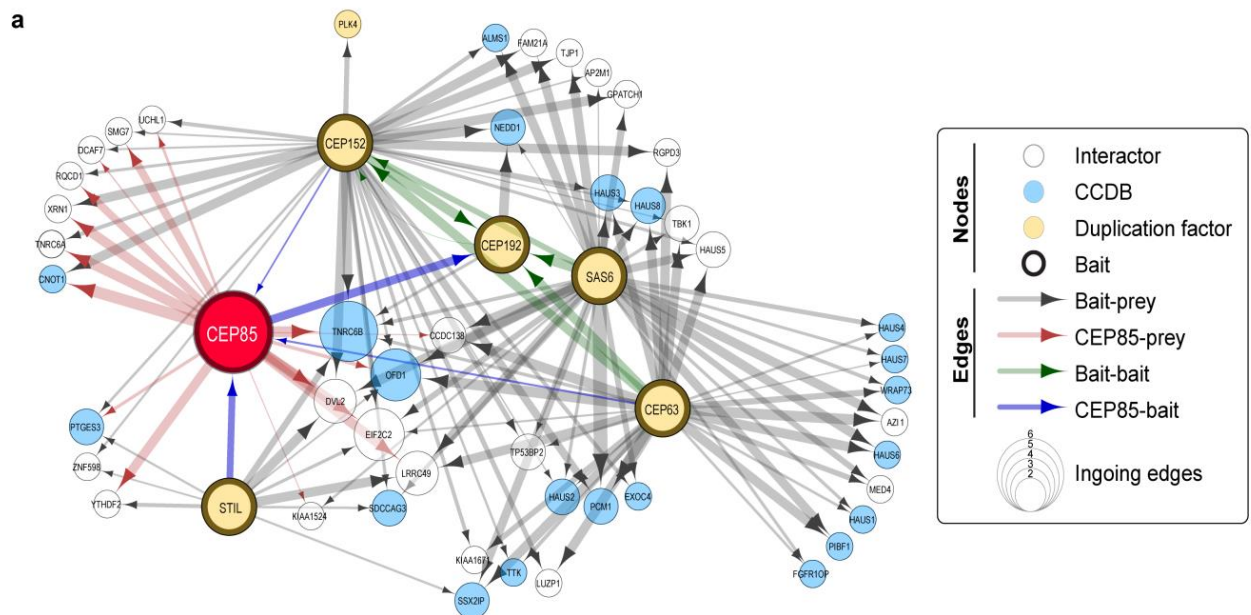 a
PLK4
ALMS1
FAM21A
TJP1
AP2M1
GPATCH1
UCHL1
SMG7
DCAF7
RQCD1
XRN1
TNRC6A
CNOT1
CEP152
NEDD1
RGPD3
HAUS3
HAUS8
TBK1
HAUS5
CEP192
SAS6
CEP85
TNRC6B
CCDC138
OFD1
DVL2
EIF2C2
LRRC49
CEP63
HAUS4
HAUS7
WRAP73
AZI1
HAUS6
MED4
HAUS1
PIBF1
FGFR1OP
PTGES3
ZNF598
YTHDF2
STIL
KIAA1524
SDCCAG3
TP53BP2
HAUS2
PCM1
EXOC4
KIAA1671
TTK
LUZP1
SSX2IP
Nodes
Interactor
CCDB
Duplication factor
Bait
Edges
Bait-prey
CEP85-prey
Bait-bait
CEP85-bait
6
5
4
3
2
Ingoing edges